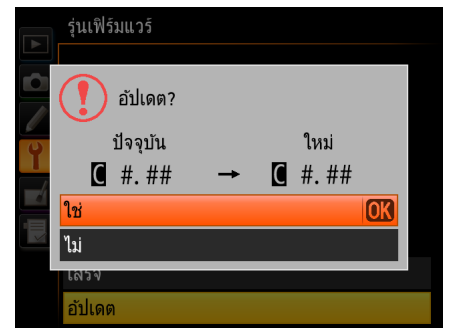 รุ่นเฟิร์มแวร์
อัปเดต?
ปัจจุบัน ใหม่
C #.## → C #.##
ใช่ OK
ไม่
เสร็จ
อัปเดต